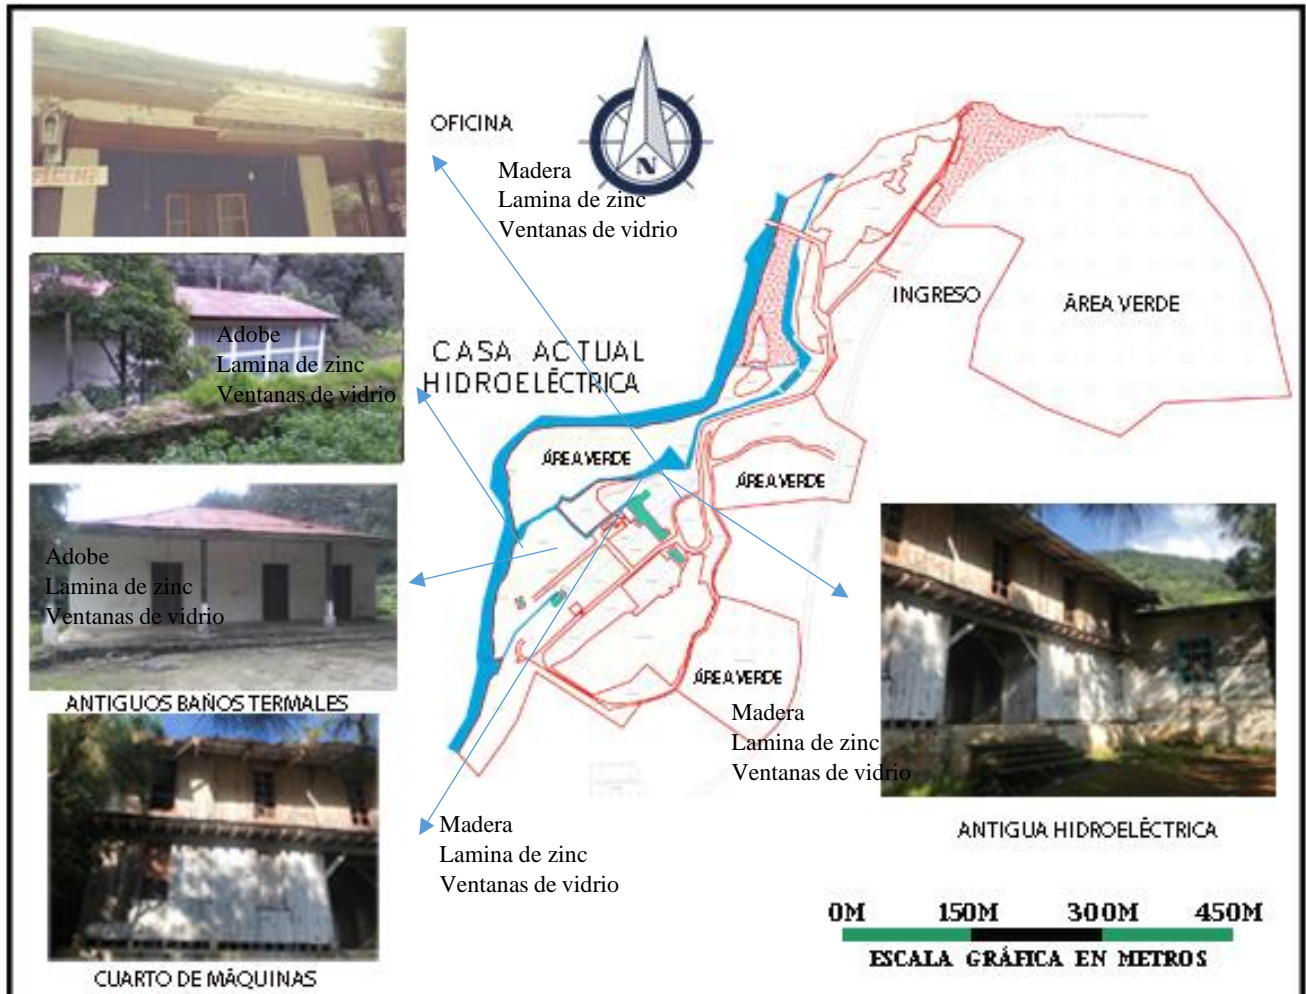 OFICINA
N
Madera
Lamina de zinc
Ventanas de vidrio
Adobe
Lamina de zinc
Ventanas de vidrio
CASA ACTUAL
HIDROELÉCTRICA
INGRESO
ÁREA VERDE
ÁREA VERDE
ÁREA VERDE
Adobe
Lamina de zinc
Ventanas de vidrio
ANTIGUOS BAÑOS TERMALES
ÁREA VERDE
Madera
Lamina de zinc
Ventanas de vidrio
Madera
Lamina de zinc
Ventanas de vidrio
ANTIGUA HIDROELÉCTRICA
CUARTO DE MÁQUINAS
0M 150M 300M 450M
ESCALA GRÁFICA EN METROS